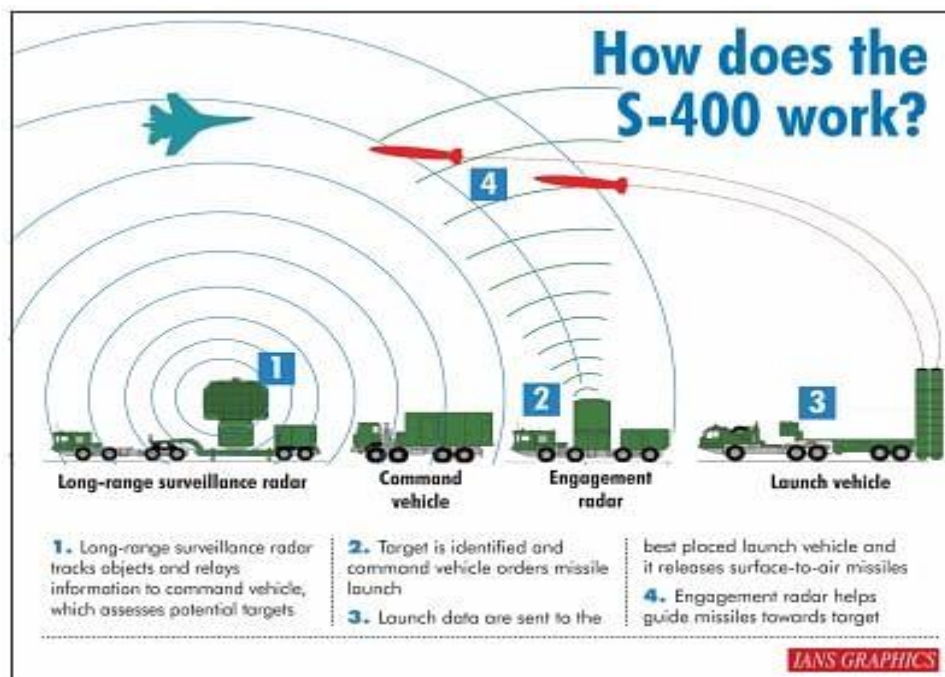 How does the
S-400 work?
4
1
2
3
Long-range surveillance radar
Command
vehicle
Engagement
radar
Launch vehicle
1. Long-range surveillance radar
tracks objects and relays
information to command vehicle,
which assesses potential targets
2. Target is identified and
command vehicle orders missile
launch
3. Launch data are sent to the
best placed launch vehicle and
it releases surface-to-air missiles
4. Engagement radar helps
guide missiles towards target
IANS GRAPHICS